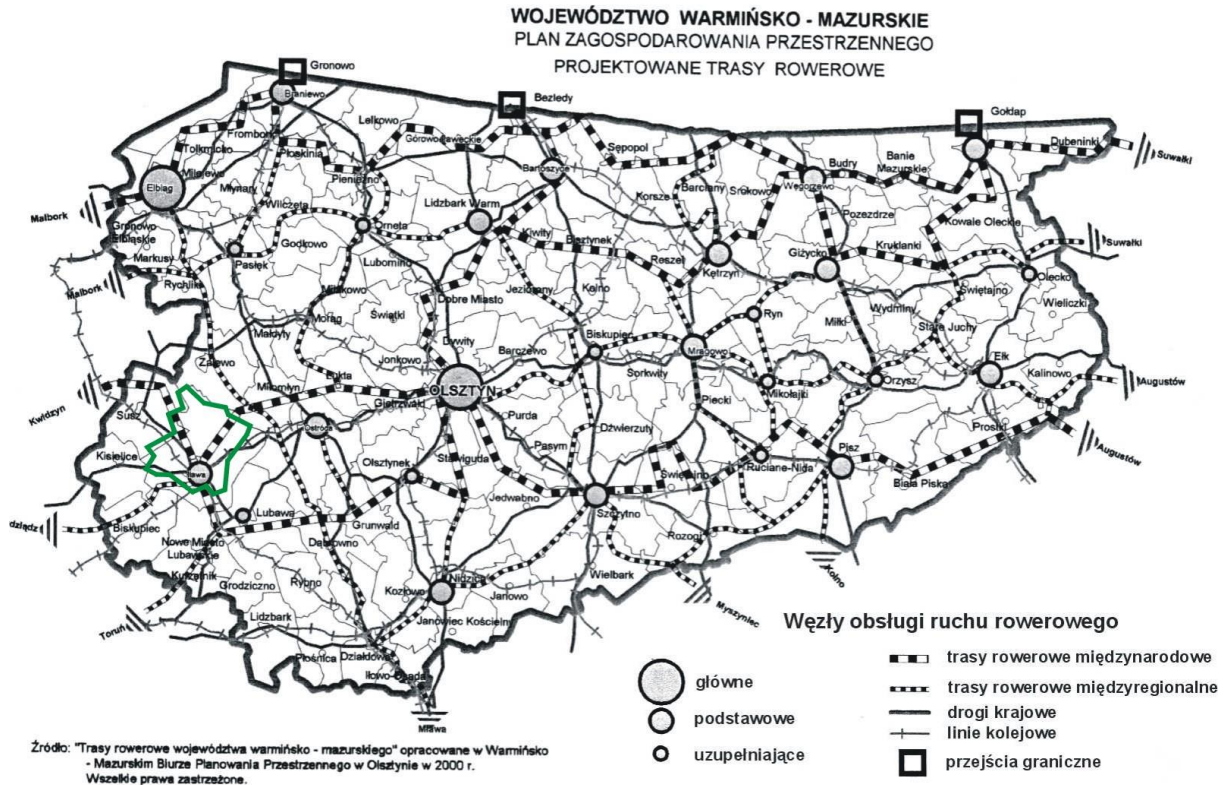 WOJEWÓDZTWO WARMIŃSKO - MAZURSKIE
PLAN ZAGOSPODAROWANIA PRZESTRZENNEGO
PROJEKTOWANE TRASY ROWEROWE
Gronowo
Braniewo
Bezledy
Gołdap
Lelkowo
Frombork
Górowo Iławeckie
Tolkmicko
Płoskinia
Sępopol
Dubeninki
Suwałki
Milejewo
Pieniężno
Bartoszyce
Budry
Banie
Mazurskie
Elbląg
Młynary
Barciany
Srokowo
Węgorzewo
Malbork
Wilczęta
Lidzbark Warm.
Korsze
Pozezdrze
Kowale Oleckie
Gronowo
Elbląskie
Orneta
Kiwity
Godkowo
Bisztynek
Kruklanki
Suwałki
Markusy
Pasłęk
Lubomino
Reszel
Kętrzyn
Giżycko
Olecko
Malbork
Rychliki
Miłakowo
Dobre Miasto
Jeziorany
Kolno
Świętajno
Wieliczki
Morąg
Świątki
Ryn
Wydminy
Małdyty
Miłki
Stare Juchy
Dywity
Biskupiec
Zalewo
Jonkowo
Barczewo
Mrągowo
Ełk
Miłomłyn
Łukta
OLSZTYN
Sorkwity
Kalinowo
Augustów
Kwidzyn
Susz
Gietrzwałd
Mikołajki
Orzysz
Purda
Piecki
Ostróda
Dźwierzuty
Prostki
Kisielice
Pasym
Pisz
Augustów
Iława
Olsztynek
Stawiguda
Świętajno
Ruciane-Nida
Biała Piska
Jedwabno
Lubawa
Szczytno
Biskupiec
Grunwald
Nowe Miasto
Lubawskie
Dąbrówno
Rozogi
Kurzętnik
Nidzica
Wielbark
Kolno
Grodziczno
Rybno
Kozłowo
Janowo
Myszyniec
Toruń
Lidzbark
Janowiec Kościelny
Płośnica
Działdowo
Iłowo-Osada
Mława
Węzły obsługi ruchu rowerowego
główne
podstawowe
uzupełniające
trasy rowerowe międzynarodowe
trasy rowerowe międzyregionalne
drogi krajowe
linie kolejowe
przejścia graniczne
Źródło: "Trasy rowerowe województwa warmińsko - mazurskiego" opracowane w Warmińsko
- Mazurskim Biurze Planowania Przestrzennego w Olsztynie w 2000 r.
Wszelkie prawa zastrzeżone.